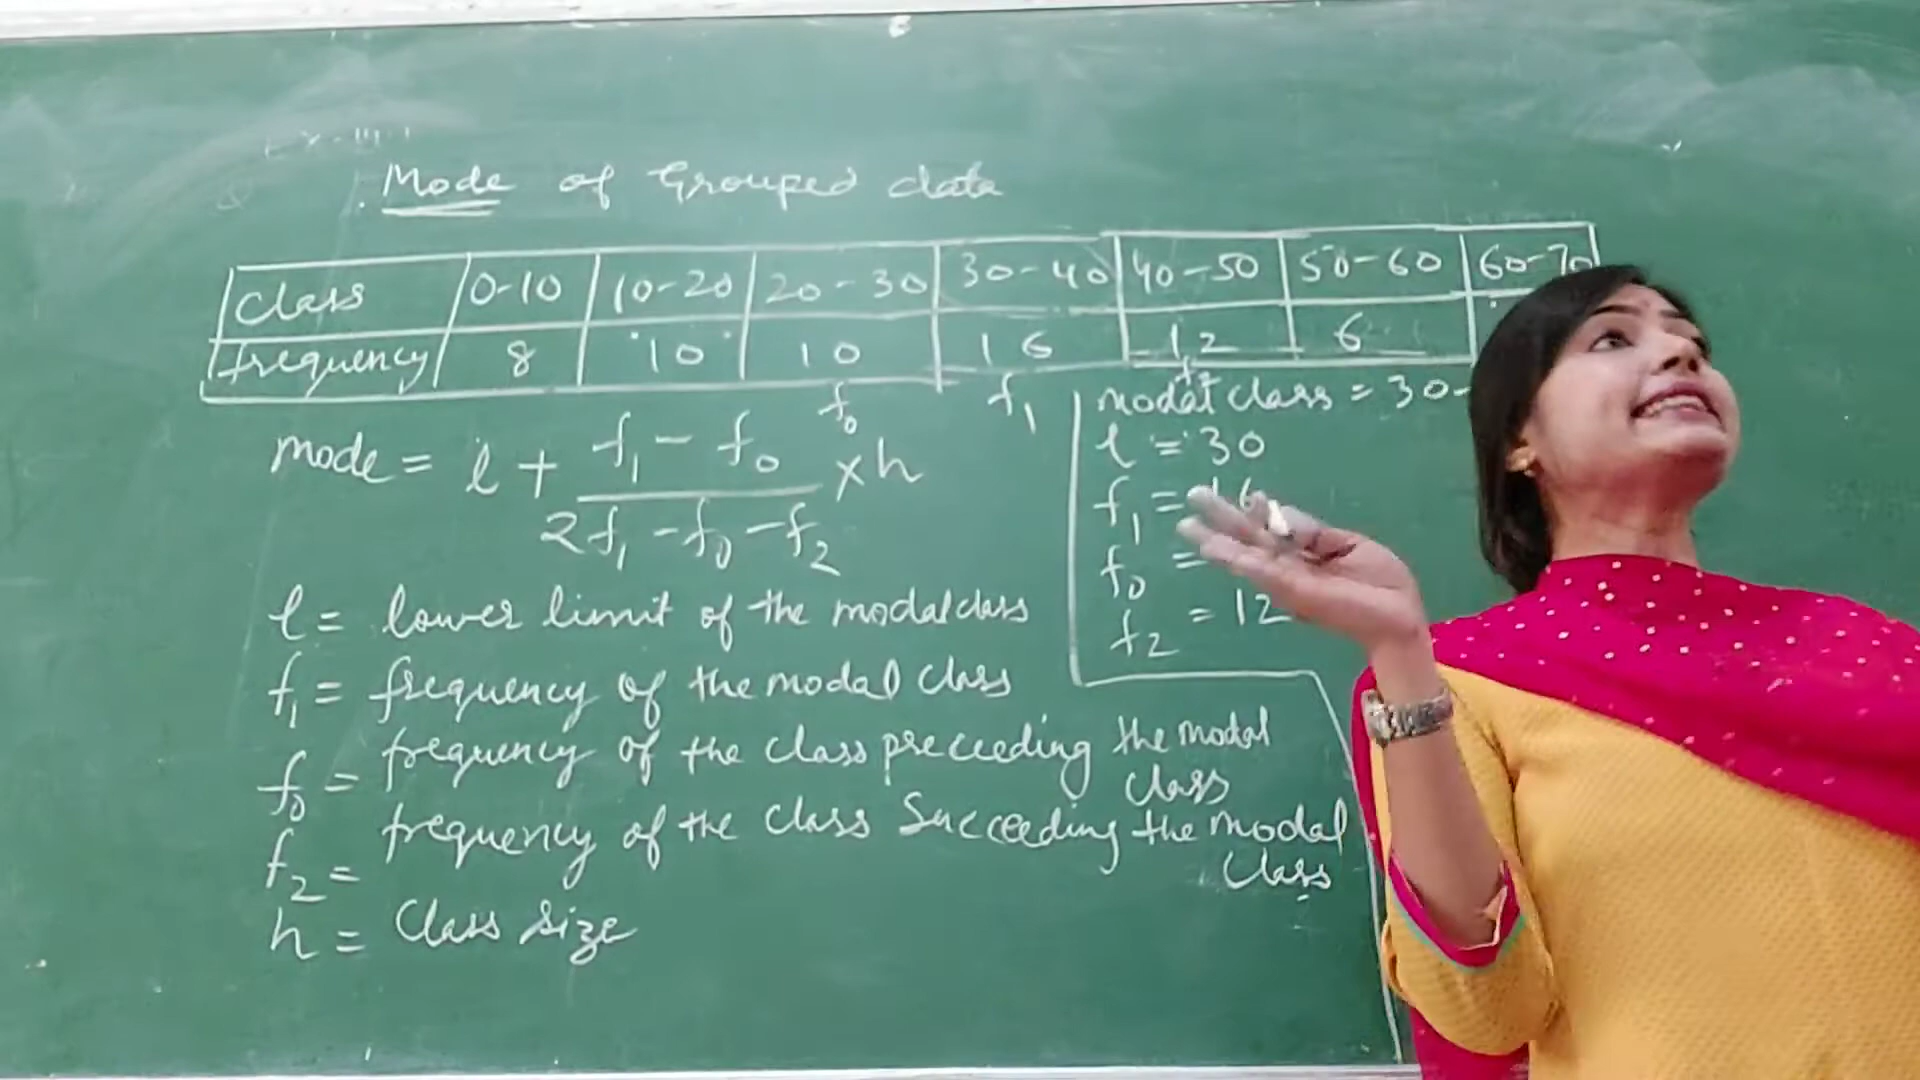 Mode of Grouped data
class 0-10 10-20 20-30 30-40 40-50 50-60 60-70
frequency 8 10 10 16 12 6
f0 f1 f2
mode = l + f1 - f0 / 2f1 - f0 - f2 × h
l = lower limit of the modal class
f1 = frequency of the modal class
f0 = frequency of the class preceeding the modal
class
f2 = frequency of the class Succeeding the modal
class
h = Class size
modal class = 30-
l = 30
f1 = 16
f0 =
f2 = 12